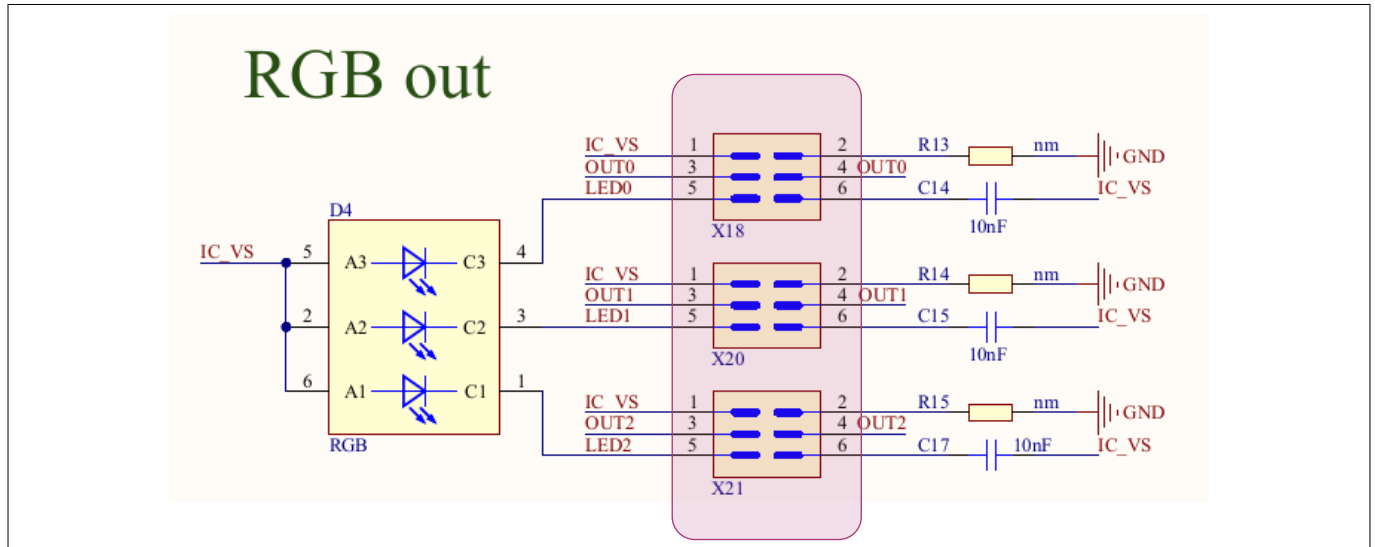 RGB out
IC_VS 1 2 R13 nm GND
OUT0 3 4 OUT0
LED0 5 6 C14 IC_VS
X18 10nF
D4
IC_VS 5 A3 C3 4
2 A2 C2 3
6 A1 C1 1
RGB
IC_VS 1 2 R14 nm GND
OUT1 3 4 OUT1
LED1 5 6 C15 IC_VS
X20 10nF
IC_VS 1 2 R15 nm GND
OUT2 3 4 OUT2
LED2 5 6 C17 10nF IC_VS
X21